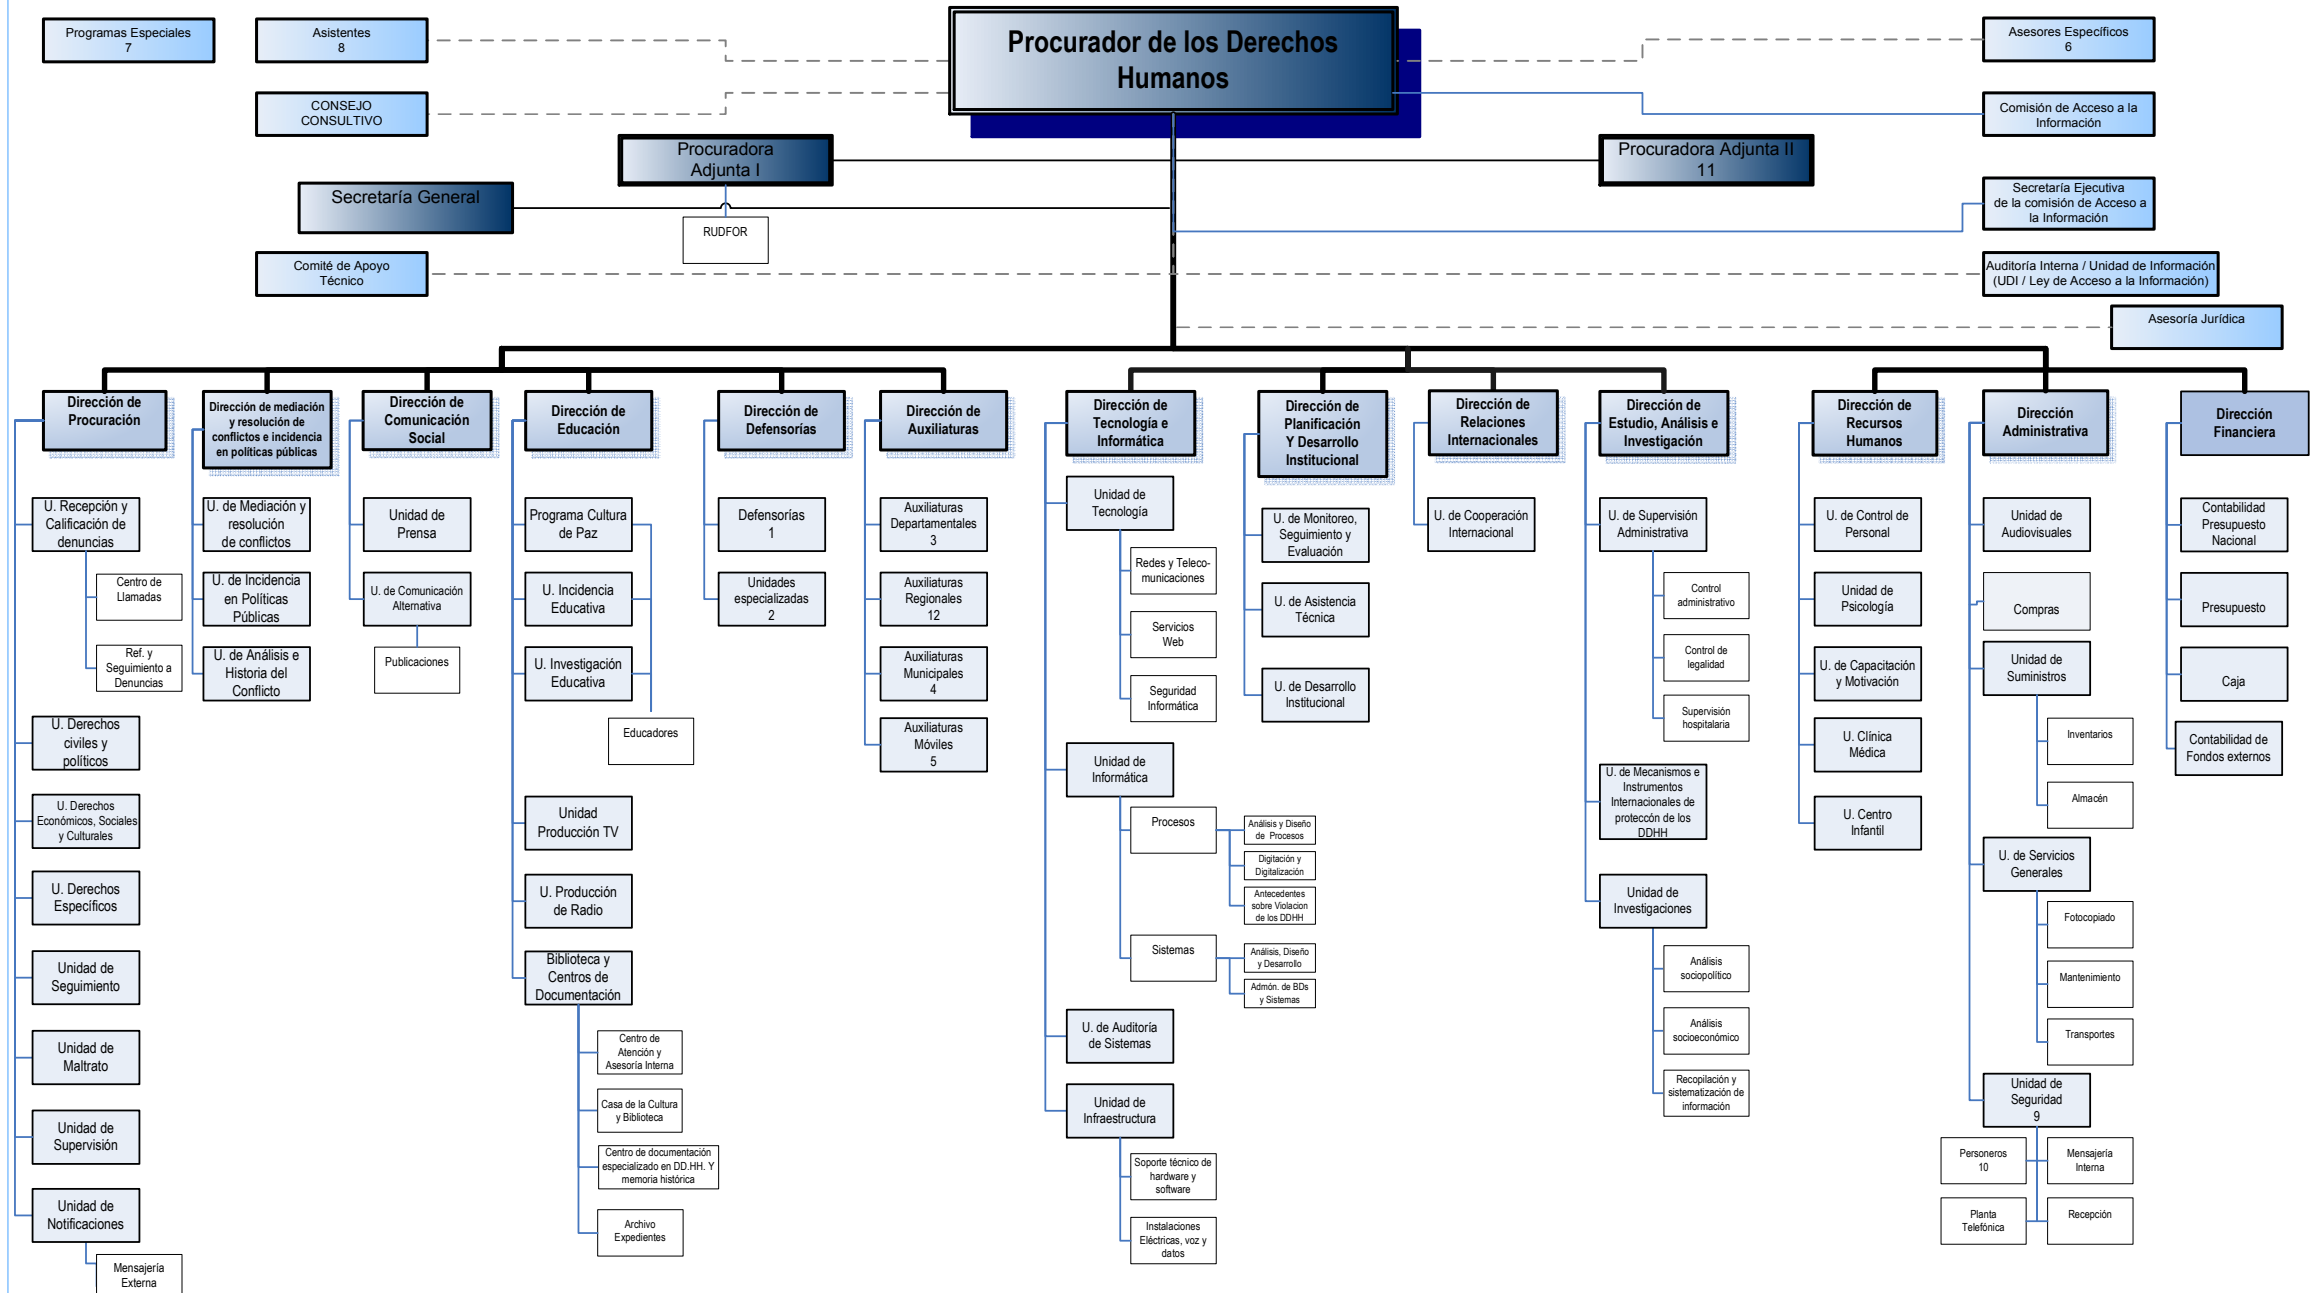 Programas Especiales
7
Asistentes
8
Procurador de los Derechos
Humanos
Asesores Específicos
6
CONSEJO
CONSULTIVO
Comisión de Acceso a la
Información
Procuradora
Adjunta I
Procuradora Adjunta II
11
Secretaría General
Secretaría Ejecutiva
de la comisión de Acceso a
la Información
RUDFOR
Comité de Apoyo
Técnico
Auditoría Interna / Unidad de Información
(UDI / Ley de Acceso a la Información)
Asesoría Jurídica
Dirección de
Procuración
Dirección de mediación
y resolución de
conflictos e incidencia
en políticas públicas
Dirección de
Comunicación
Social
Dirección de
Educación
Dirección de
Defensorías
Dirección de
Auxiliaturas
Dirección de
Tecnología e
Informática
Dirección de
Planificación
Y Desarrollo
Institucional
Dirección de
Relaciones
Internacionales
Dirección de
Estudio, Análisis e
Investigación
Dirección de
Recursos
Humanos
Dirección
Administrativa
Dirección
Financiera
U. Recepción y
Calificación de
denuncias
Centro de
Llamadas
Ref. y
Seguimiento a
Denuncias
U. Derechos
civiles y
políticos
U. Derechos
Económicos, Sociales
y Culturales
U. Derechos
Específicos
Unidad de
Seguimiento
Unidad de
Maltrato
Unidad de
Supervisión
Unidad de
Notificaciones
Mensajería
Externa
U. de Mediación y
resolución
de conflictos
U. de Incidencia
en Políticas
Públicas
U. de Análisis e
Historia del
Conflicto
Unidad de
Prensa
U. de Comunicación
Alternativa
Publicaciones
Programa Cultura
de Paz
U. Incidencia
Educativa
U. Investigación
Educativa
Educadores
Unidad
Producción TV
U. Producción
de Radio
Biblioteca y
Centros de
Documentación
Centro de
Atención y
Asesoría Interna
Casa de la Cultura
y Biblioteca
Centro de documentación
especializado en DD.HH. Y
memoria histórica
Archivo
Expedientes
Defensorías
1
Unidades
especializadas
2
Auxiliaturas
Departamentales
3
Auxiliaturas
Regionales
12
Auxiliaturas
Municipales
4
Auxiliaturas
Móviles
5
Unidad de
Tecnología
Redes y Teleco-
municaciones
Servicios
Web
Seguridad
Informática
Unidad de
Informática
Procesos
Análisis y Diseño
de Procesos
Digitación y
Digitalización
Antecedentes
sobre Violacion
de los DDHH
Sistemas
Análisis, Diseño
y Desarrollo
Admón. de BDs
y Sistemas
U. de Auditoría
de Sistemas
Unidad de
Infraestructura
Soporte técnico de
hardware y
software
Instalaciones
Eléctricas, voz y
datos
U. de Monitoreo,
Seguimiento y
Evaluación
U. de Asistencia
Técnica
U. de Desarrollo
Institucional
U. de Cooperación
Internacional
U. de Supervisión
Administrativa
Control
administrativo
Control de
legalidad
Supervisión
hospitalaria
U. de Mecanismos e
Instrumentos
Internacionales de
proteccón de los
DDHH
Unidad de
Investigaciones
Análisis
sociopolítico
Análisis
socioeconómico
Recopilación y
sistematización de
información
U. de Control de
Personal
Unidad de
Psicología
U. de Capacitación
y Motivación
U. Clínica
Médica
U. Centro
Infantil
Unidad de
Audiovisuales
Compras
Unidad de
Suministros
Inventarios
Almacén
U. de Servicios
Generales
Fotocopiado
Mantenimiento
Transportes
Unidad de
Seguridad
9
Personeros
10
Mensajería
Interna
Planta
Telefónica
Recepción
Contabilidad
Presupuesto
Nacional
Presupuesto
Caja
Contabilidad de
Fondos externos